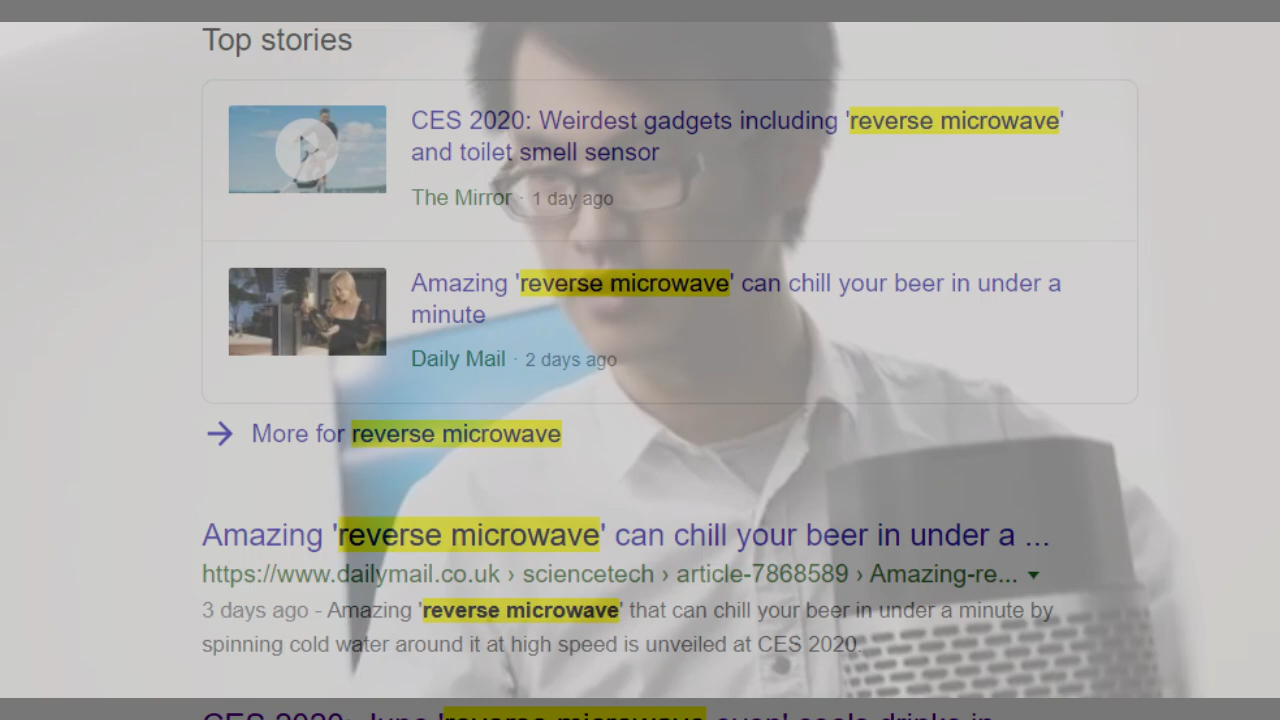 Top stories
CES 2020: Weirdest gadgets including 'reverse microwave'
and toilet smell sensor
The Mirror · 1 day ago
Amazing 'reverse microwave' can chill your beer in under a
minute
Daily Mail · 2 days ago
More for reverse microwave
Amazing 'reverse microwave' can chill your beer in under a ...
https://www.dailymail.co.uk › sciencetech › article-7868589 › Amazing-re...
3 days ago - Amazing 'reverse microwave' that can chill your beer in under a minute by
spinning cold water around it at high speed is unveiled at CES 2020.
CES 2020: Juno 'reverse microwave oven' cools drinks in